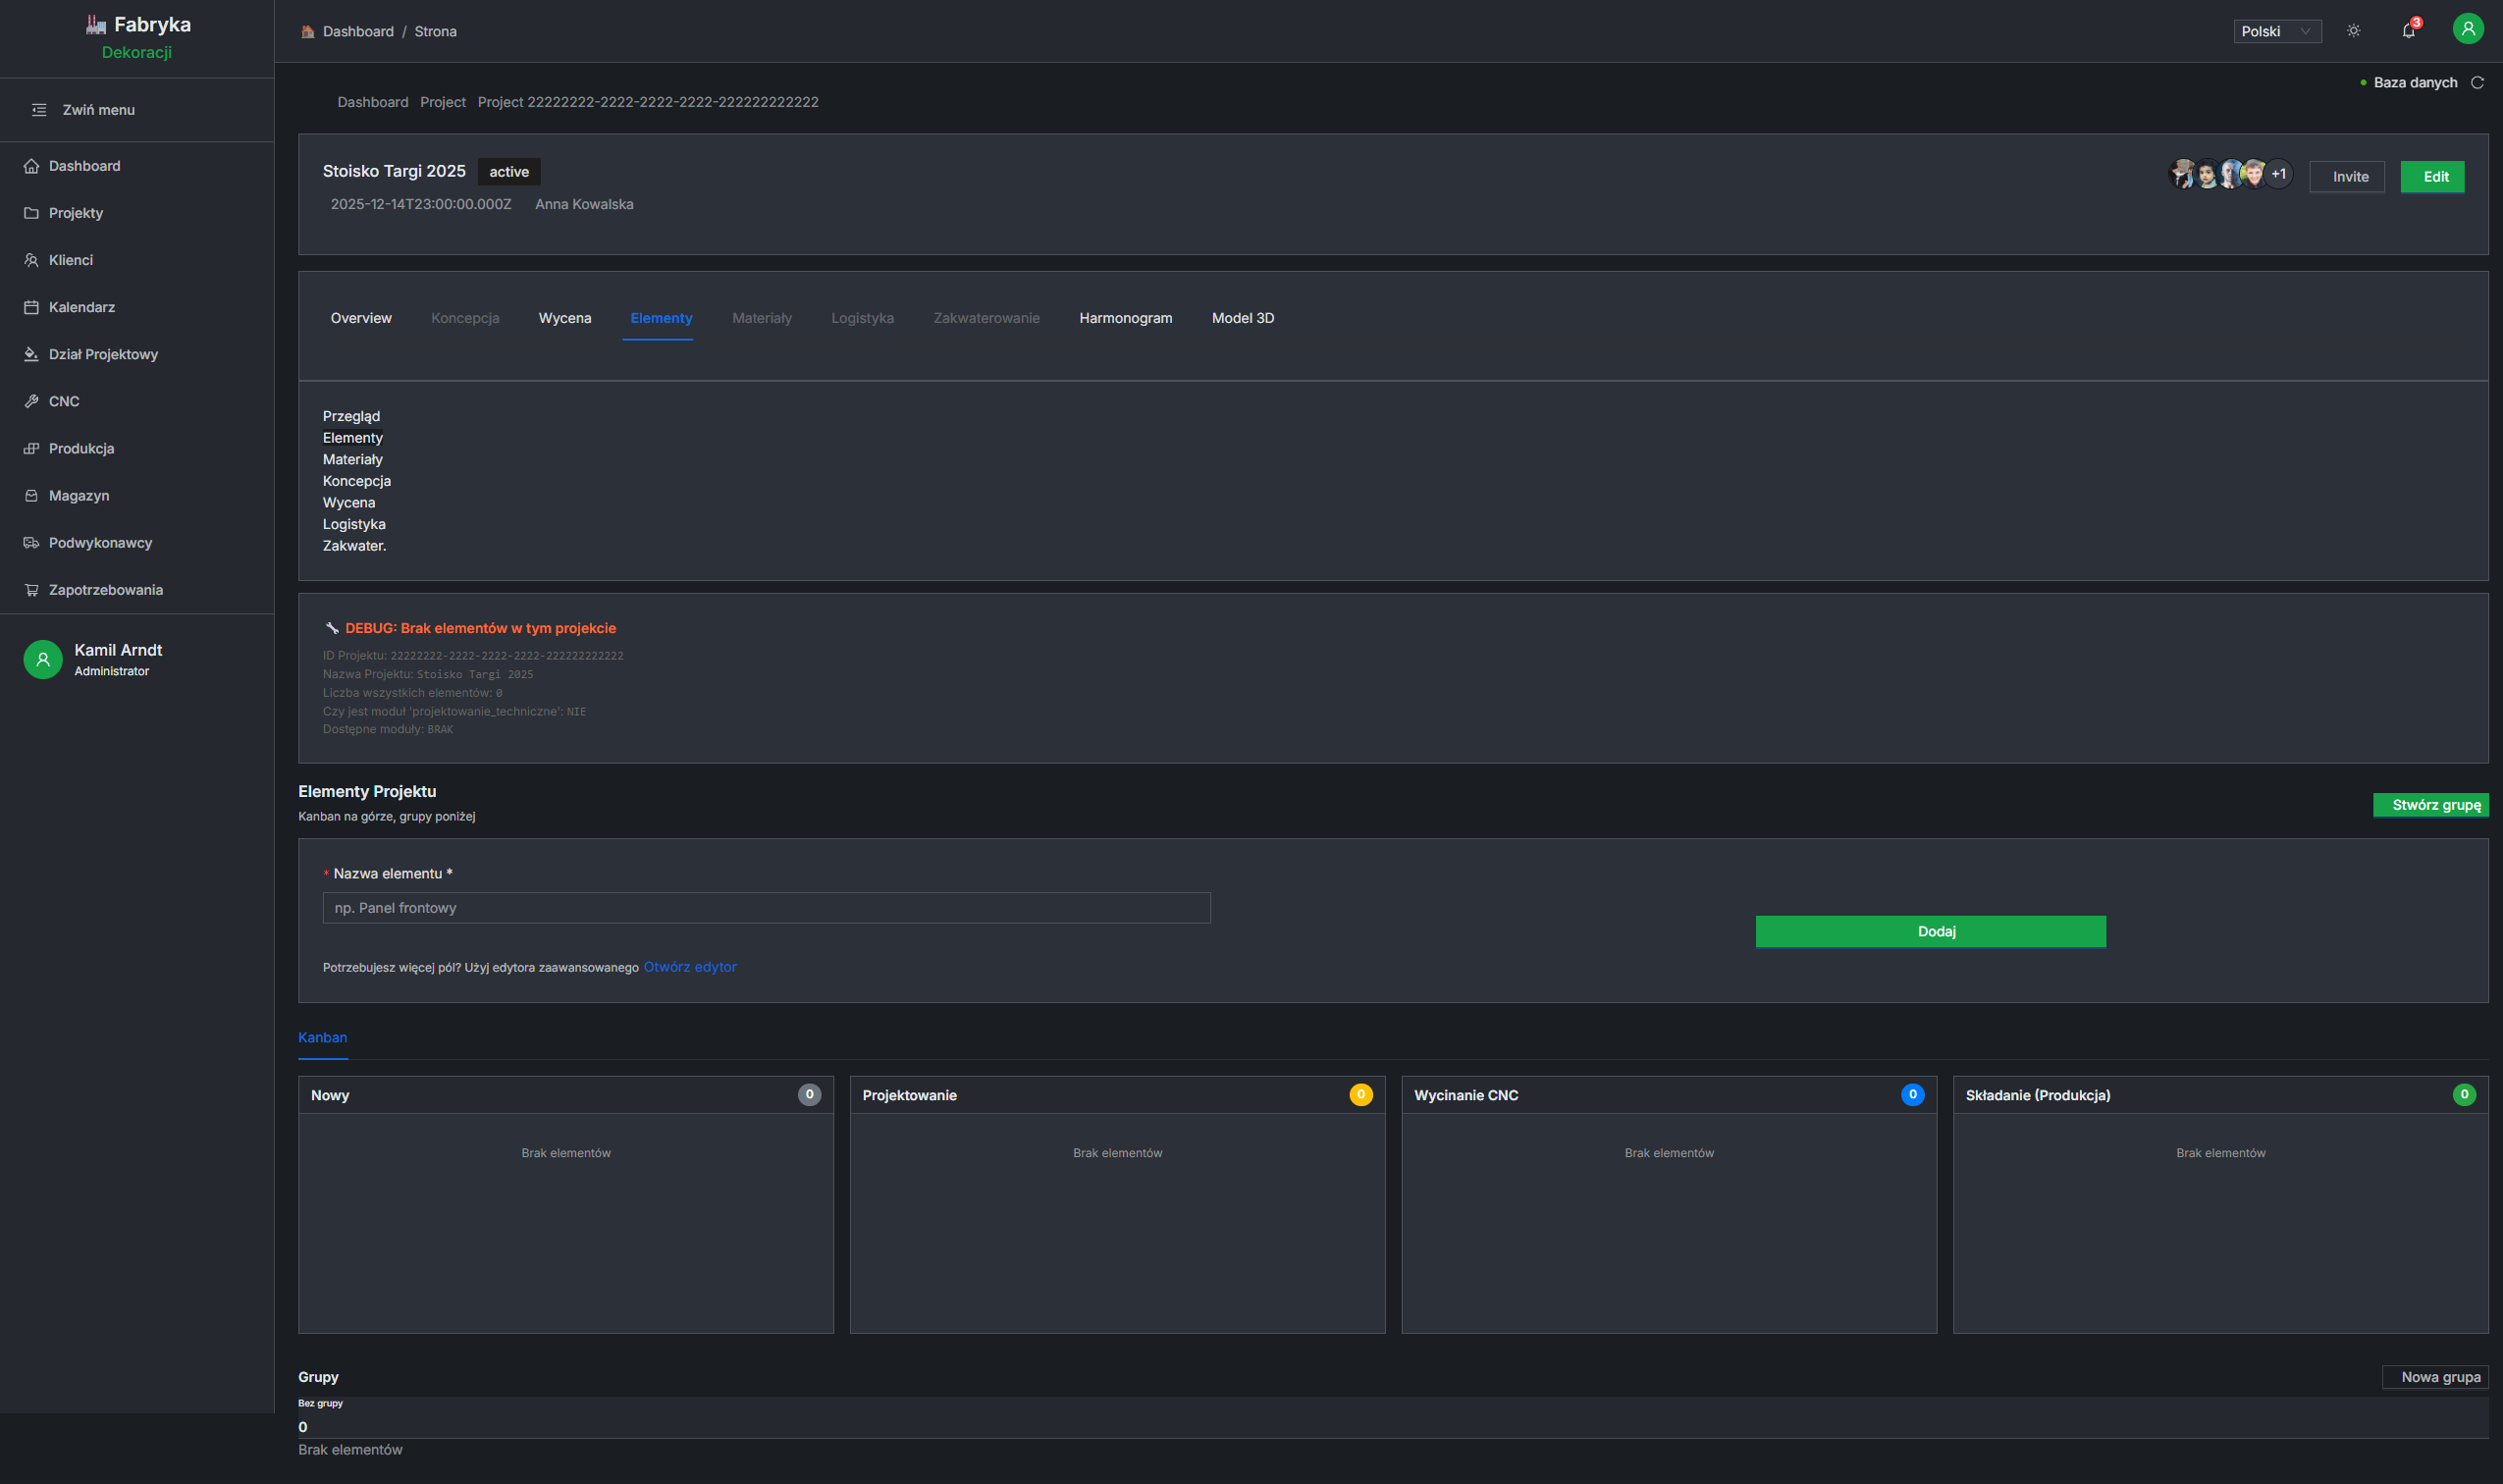 Fabryka
Dekoracji
Zwiń menu
Dashboard
Projekty
Klienci
Kalendarz
Dział Projektowy
CNC
Produkcja
Magazyn
Podwykonawcy
Zapotrzebowania
Kamil Arndt
Administrator
Dashboard / Strona
Polski
3
Baza danych
Dashboard Project Project 22222222-2222-2222-2222-222222222222
Stoisko Targi 2025 active
2025-12-14T23:00:00.000Z Anna Kowalska
+1 Invite Edit
Overview Koncepcja Wycena Elementy Materiały Logistyka Zakwaterowanie Harmonogram Model 3D
Przegląd
Elementy
Materiały
Koncepcja
Wycena
Logistyka
Zakwater.
DEBUG: Brak elementów w tym projekcie
ID Projektu: 22222222-2222-2222-2222-222222222222
Nazwa Projektu: Stoisko Targi 2025
Liczba wszystkich elementów: 0
Czy jest moduł 'projektowanie_techniczne': NIE
Dostępne moduły: BRAK
Elementy Projektu
Kanban na górze, grupy poniżej
Stwórz grupę
* Nazwa elementu *
np. Panel frontowy
Dodaj
Potrzebujesz więcej pól? Użyj edytora zaawansowanego Otwórz edytor
Kanban
Nowy 0
Brak elementów
Projektowanie 0
Brak elementów
Wycinanie CNC 0
Brak elementów
Składanie (Produkcja) 0
Brak elementów
Grupy
Nowa grupa
Bez grupy
0
Brak elementów